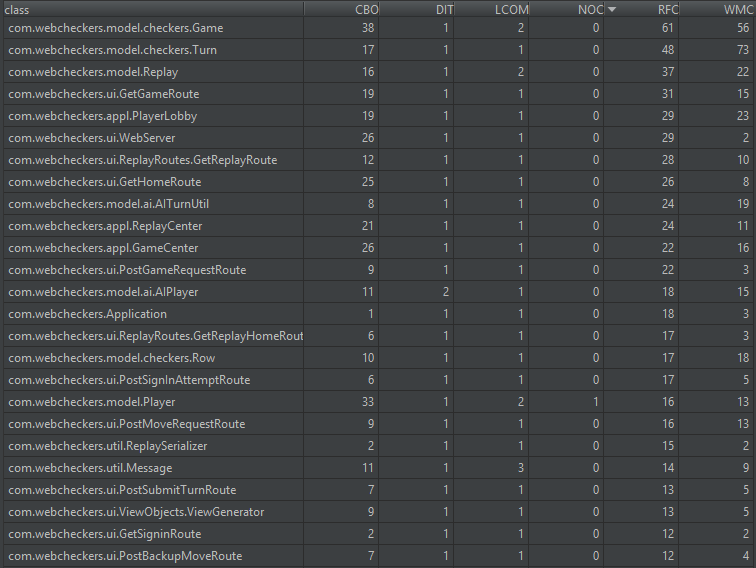 class CBO DIT LCOM NOC RFC WMC
com.webcheckers.model.checkers.Game 38 1 2 0 61 56
com.webcheckers.model.checkers.Turn 17 1 1 0 48 73
com.webcheckers.model.Replay 16 1 2 0 37 22
com.webcheckers.ui.GetGameRoute 19 1 1 0 31 15
com.webcheckers.appl.PlayerLobby 19 1 1 0 29 23
com.webcheckers.ui.WebServer 26 1 1 0 29 2
com.webcheckers.ui.ReplayRoutes.GetReplayRoute 12 1 1 0 28 10
com.webcheckers.ui.GetHomeRoute 25 1 1 0 26 8
com.webcheckers.model.ai.AITurnUtil 8 1 1 0 24 19
com.webcheckers.appl.ReplayCenter 21 1 1 0 24 11
com.webcheckers.appl.GameCenter 26 1 1 0 22 16
com.webcheckers.ui.PostGameRequestRoute 9 1 1 0 22 3
com.webcheckers.model.ai.AIPlayer 11 2 1 0 18 15
com.webcheckers.Application 1 1 1 0 18 3
com.webcheckers.ui.ReplayRoutes.GetReplayHomeRout 6 1 1 0 17 3
com.webcheckers.model.checkers.Row 10 1 1 0 17 18
com.webcheckers.ui.PostSignInAttemptRoute 6 1 1 0 17 5
com.webcheckers.model.Player 33 1 2 1 16 13
com.webcheckers.ui.PostMoveRequestRoute 9 1 1 0 16 13
com.webcheckers.util.ReplaySerializer 2 1 1 0 15 2
com.webcheckers.util.Message 11 1 3 0 14 9
com.webcheckers.ui.PostSubmitTurnRoute 7 1 1 0 13 5
com.webcheckers.ui.ViewObjects.ViewGenerator 9 1 1 0 13 5
com.webcheckers.ui.GetSigninRoute 2 1 1 0 12 2
com.webcheckers.ui.PostBackupMoveRoute 7 1 1 0 12 4